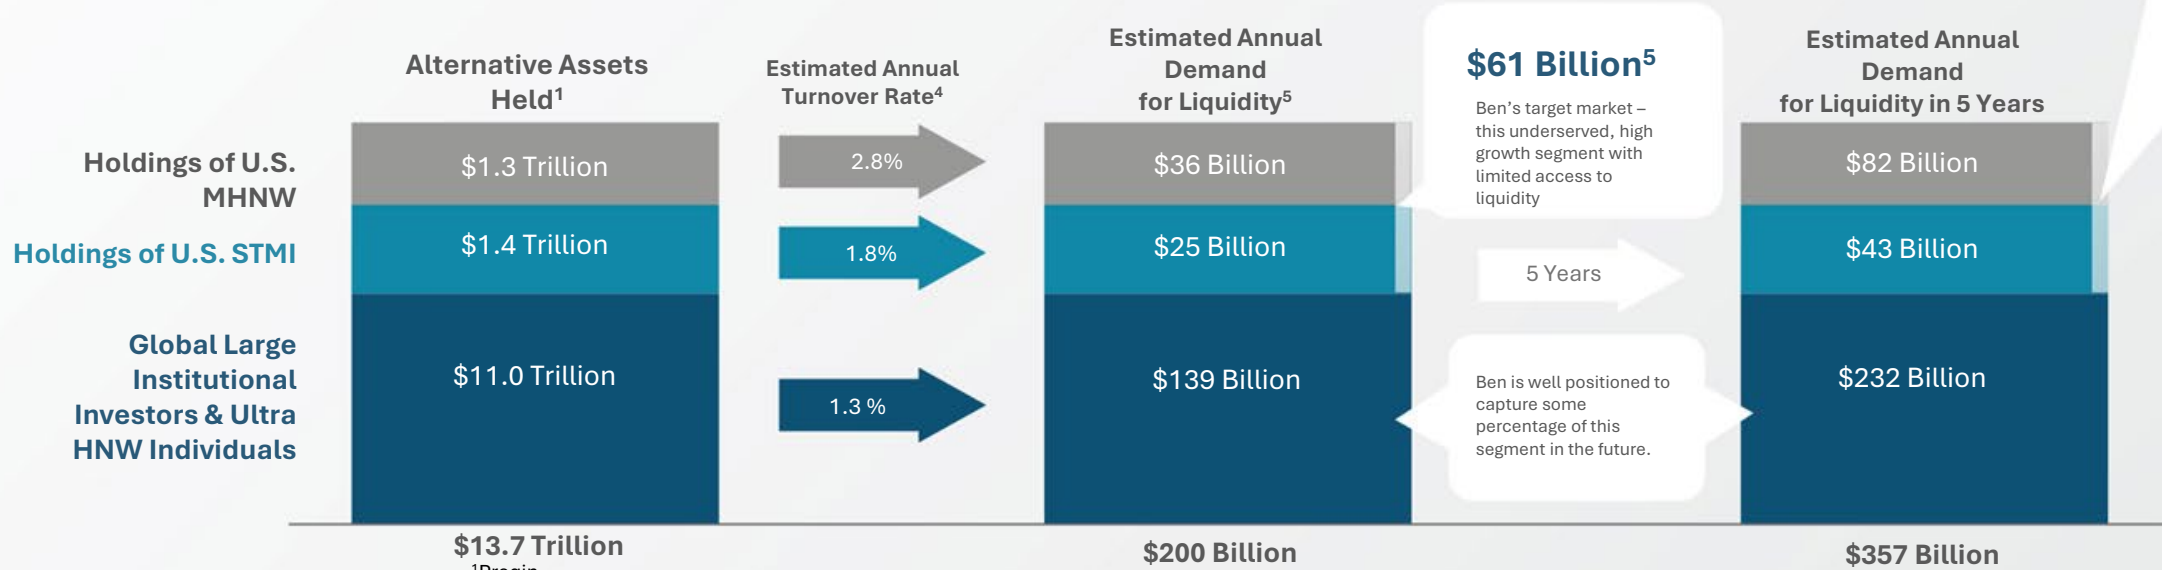 Alternative Assets
Held¹
Estimated Annual
Turnover Rate⁴
Estimated Annual
Demand
for Liquidity⁵
$61 Billion⁵
Ben's target market –
this underserved, high
growth segment with
limited access to
liquidity
Estimated Annual
Demand
for Liquidity in 5 Years
Holdings of U.S.
MHNW
$1.3 Trillion
2.8%
$36 Billion
$82 Billion
Holdings of U.S. STMI
$1.4 Trillion
1.8%
$25 Billion
5 Years
$43 Billion
Global Large
Institutional
Investors & Ultra
HNW Individuals
$11.0 Trillion
1.3 %
$139 Billion
Ben is well positioned to
capture some
percentage of this
segment in the future.
$232 Billion
$13.7 Trillion
$200 Billion
$357 Billion